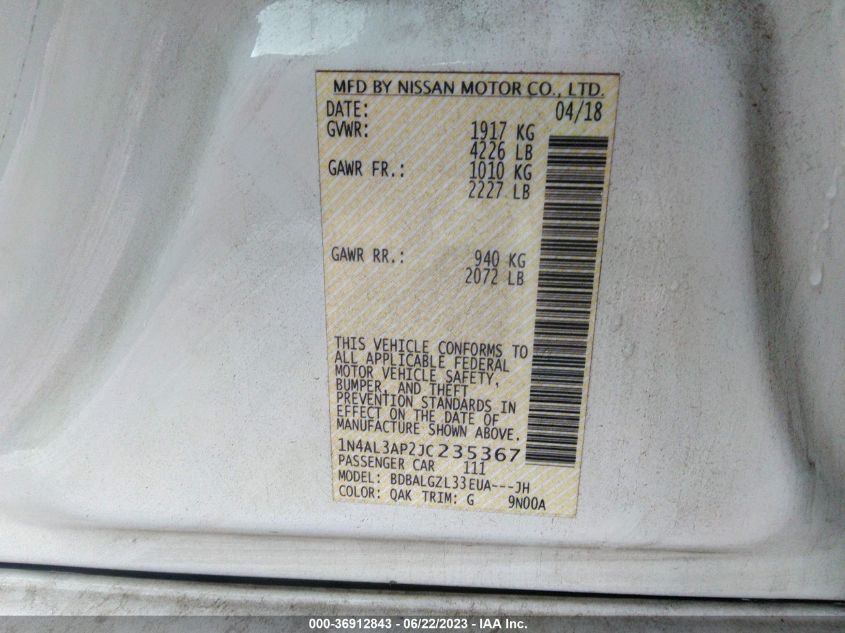 MFD BY NISSAN MOTOR CO., LTD.
DATE: 04/18
GVWR: 1917 KG
4226 LB
GAWR FR.: 1010 KG
2227 LB
GAWR RR.: 940 KG
2072 LB
THIS VEHICLE CONFORMS TO
ALL APPLICABLE FEDERAL
MOTOR VEHICLE SAFETY,
BUMPER, AND THEFT
PREVENTION STANDARDS IN
EFFECT ON THE DATE OF
MANUFACTURE SHOWN ABOVE.
1N4AL3AP2JC235367
PASSENGER CAR 111
MODEL: BDBALGZL33EUA---JH
COLOR: QAK TRIM: G 9N00A
000-36912843 - 06/22/2023 - IAA Inc.